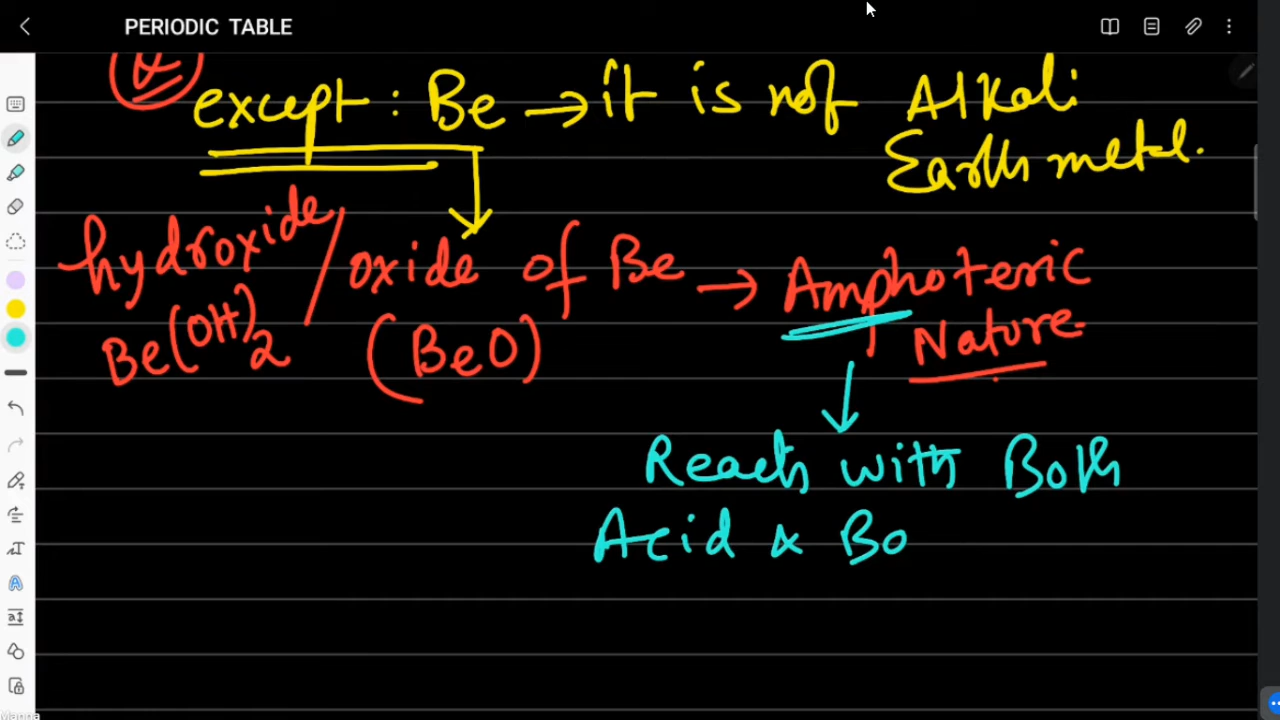 PERIODIC TABLE
except : Be → it is not Alkali
Earth metal.
hydroxide / oxide of Be → Amphoteric
Be(OH)2 (BeO) Nature
Reacts with Both
Acid & Ba